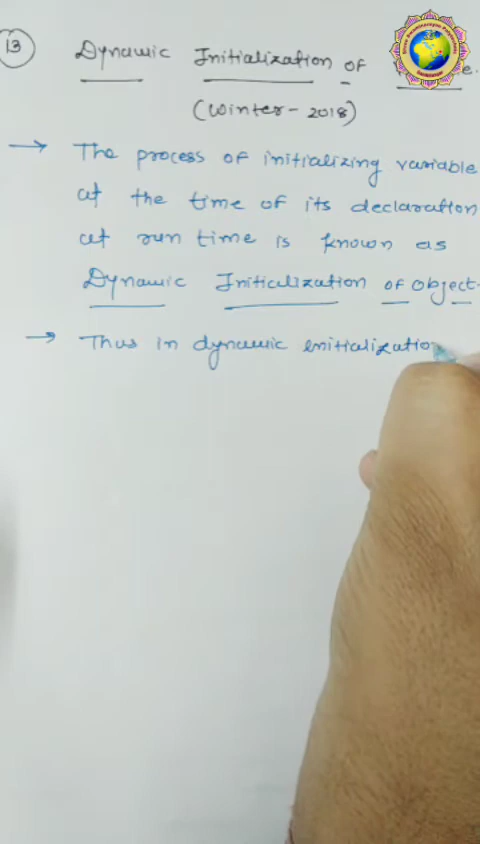 13 Dynamic Initialization of
(Winter - 2018)
→ The process of initializing variable
at the time of its declaration
at run time is known as
Dynamic Initialization of Object.
→ Thus in dynamic initializatio